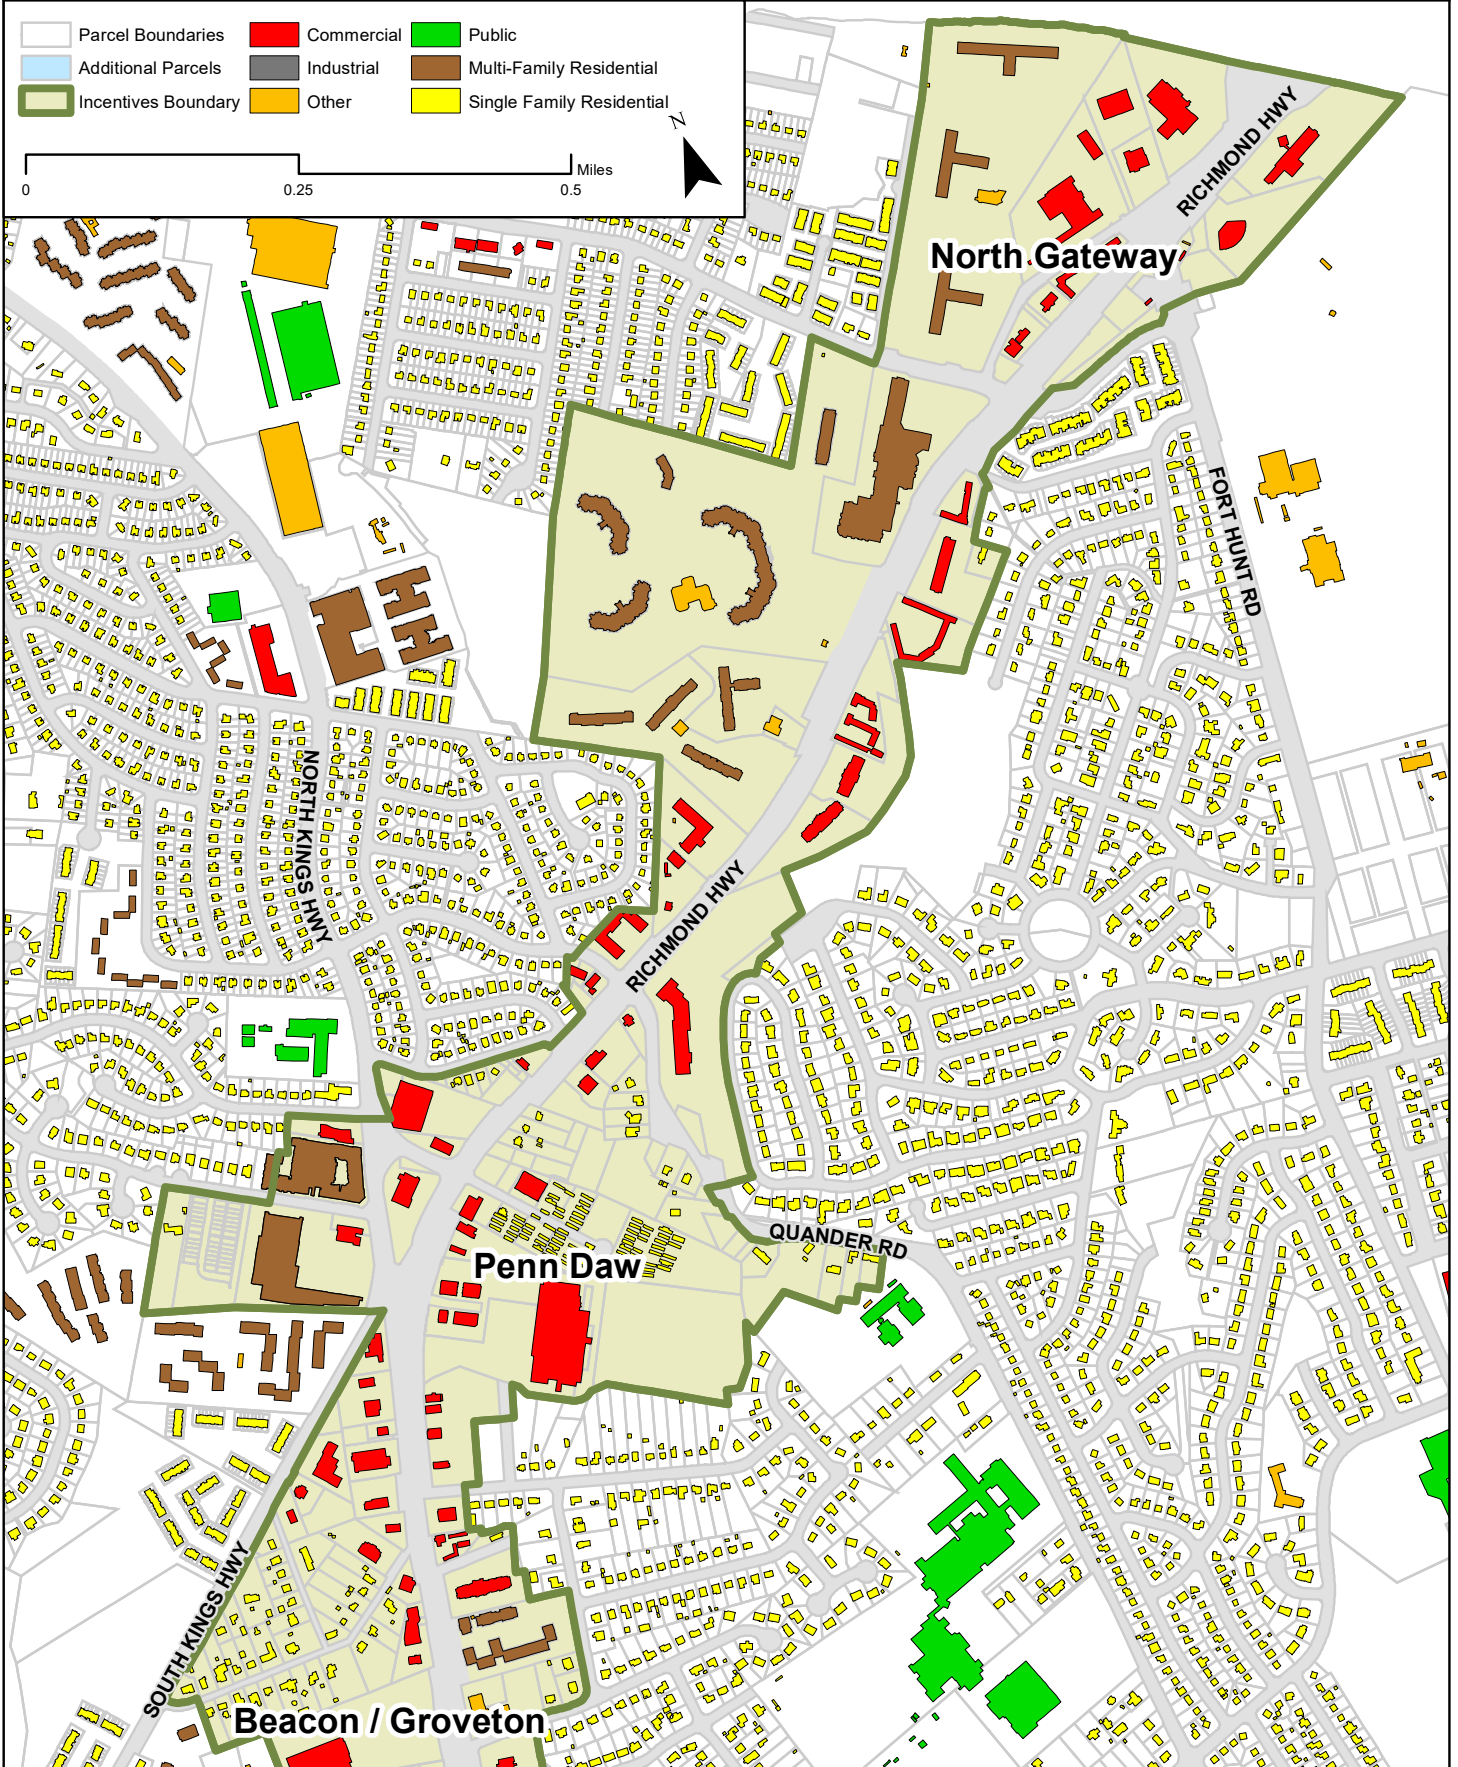 Parcel Boundaries
Commercial
Public
Additional Parcels
Industrial
Multi-Family Residential
Incentives Boundary
Other
Single Family Residential
N
Miles
0
0.25
0.5
RICHMOND HWY
North Gateway
FORT HUNT RD
NORTH KINGS HWY
RICHMOND HWY
QUANDER RD
Penn Daw
SOUTH KINGS HWY
Beacon / Groveton